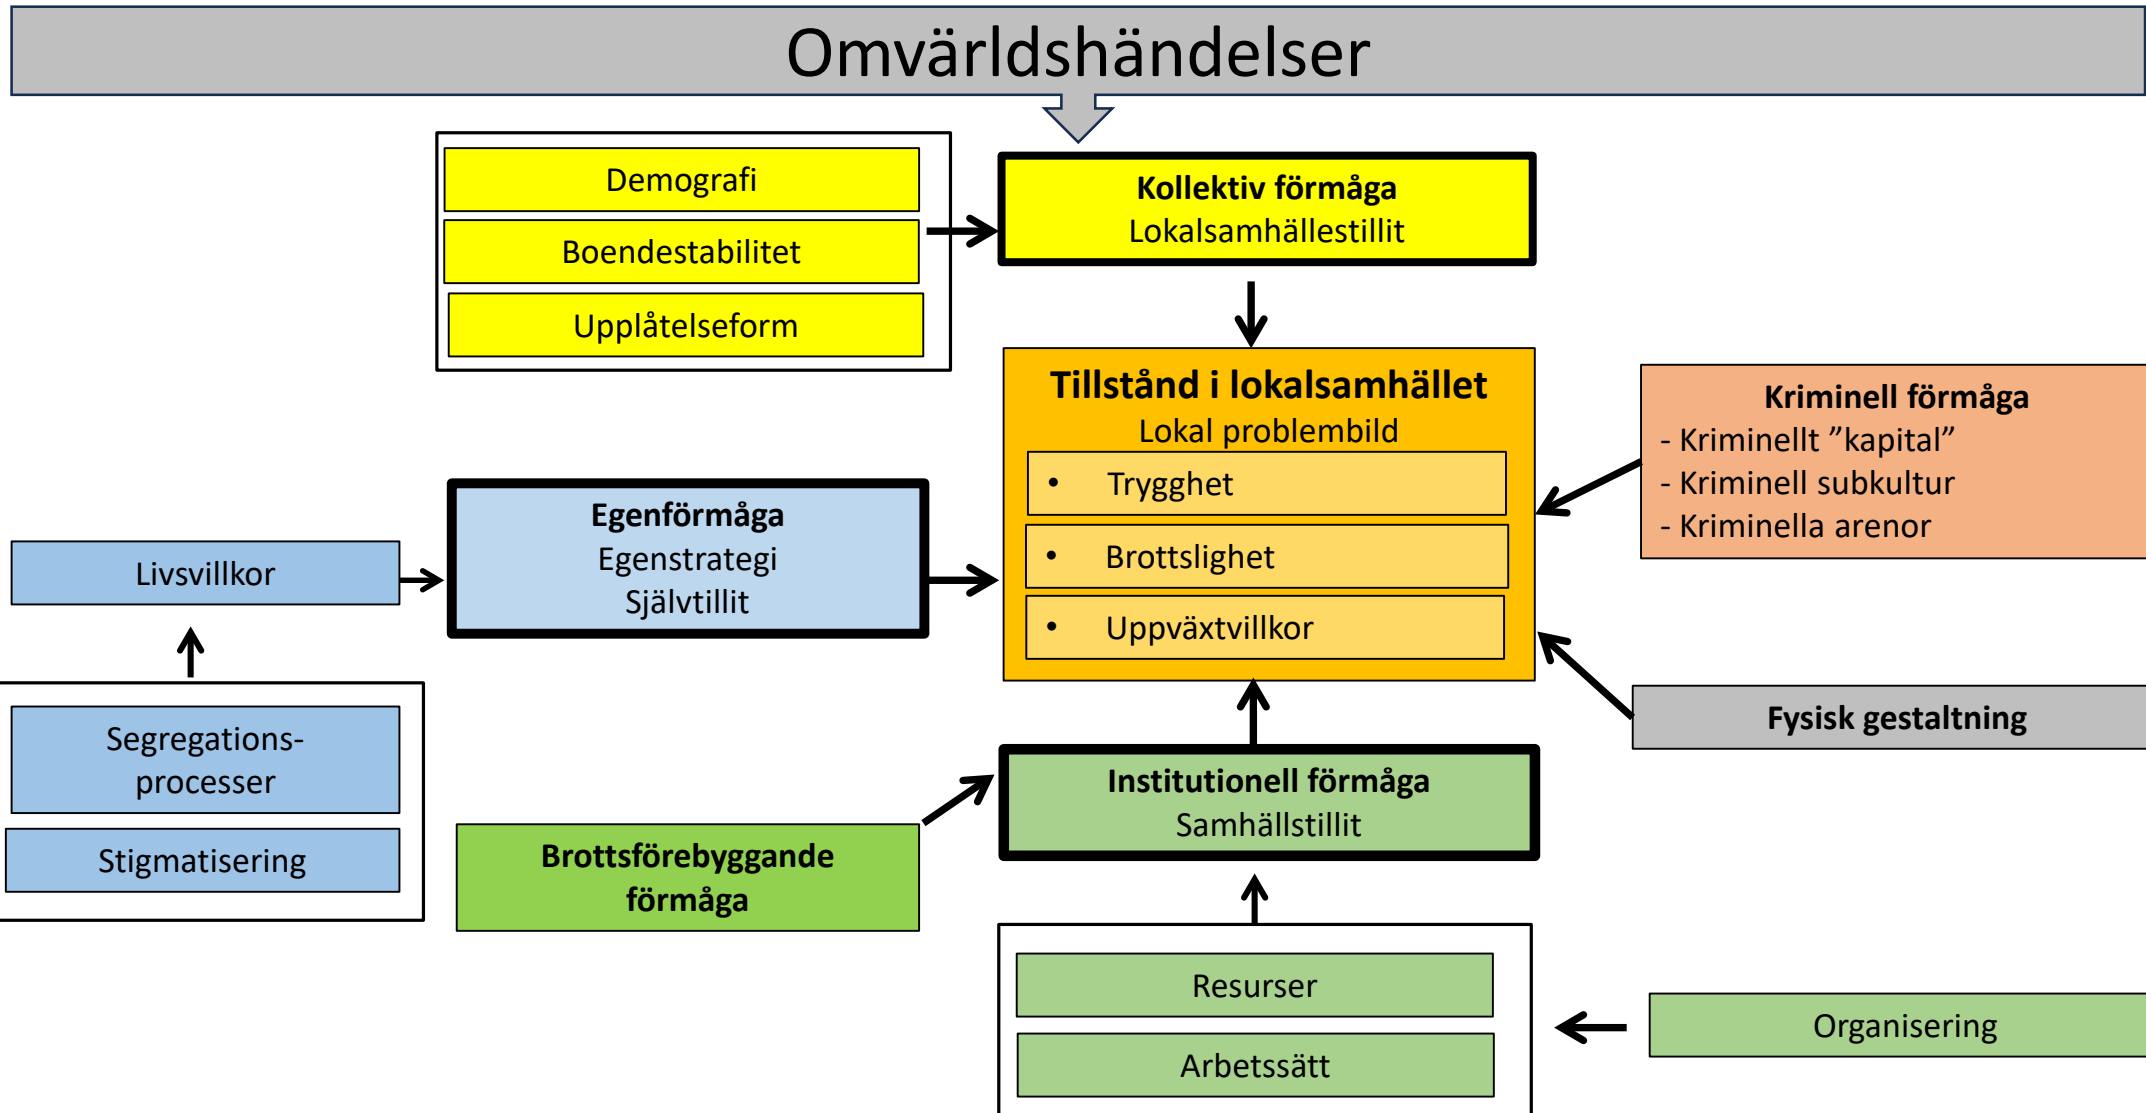 Omvärldshändelser
Demografi
Boendestabilitet
Upplåtelseform
Kollektiv förmåga
Lokalsamhällestillit
Tillstånd i lokalsamhället
Lokal problembild
• Trygghet
• Brottslighet
• Uppväxtvillkor
Kriminell förmåga
- Kriminellt ”kapital”
- Kriminell subkultur
- Kriminella arenor
Livsvillkor
Egenförmåga
Egenstrategi
Självtillit
Segregations-
processer
Stigmatisering
Fysisk gestaltning
Brottsförebyggande
förmåga
Institutionell förmåga
Samhällstillit
Resurser
Arbetssätt
Organisering